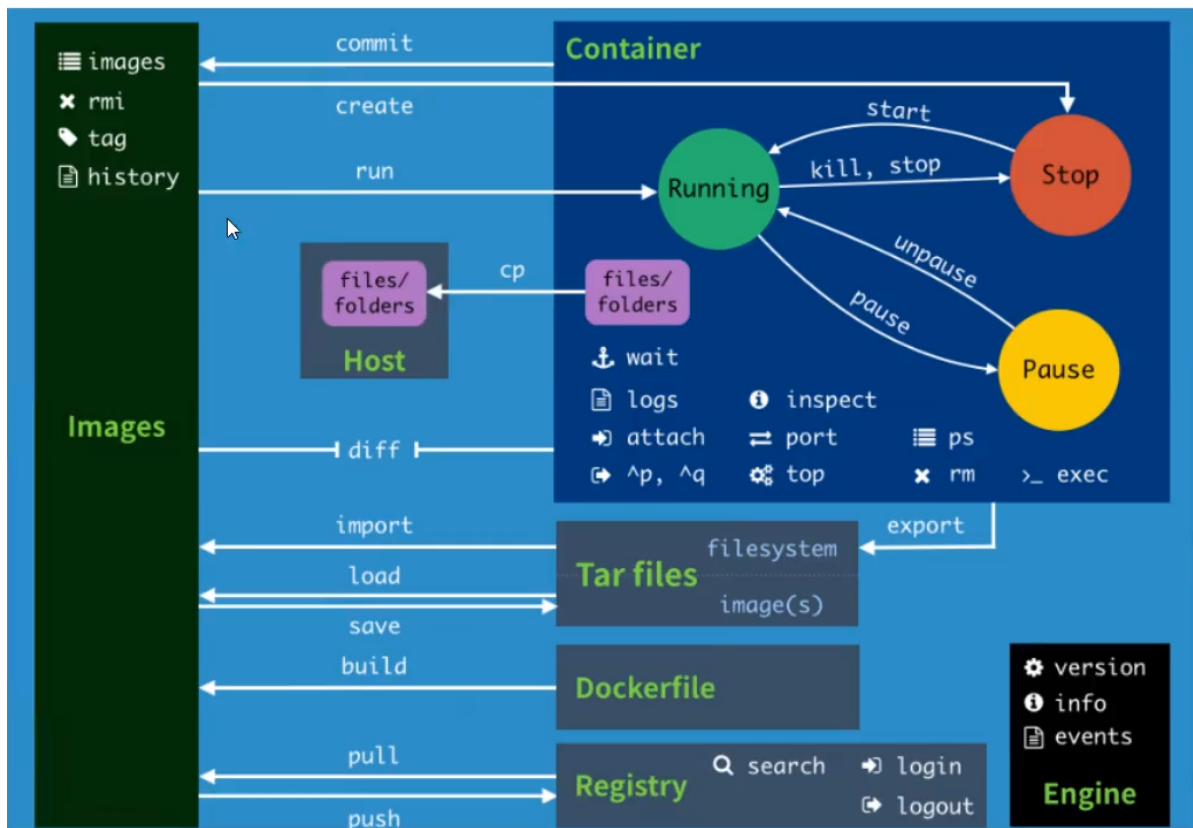 commit
Container
images
create
start
rmi
tag
run
kill, stop
Stop
history
Running
unpause
files/
folders
cp
files/
folders
pause
Host
wait
Pause
logs
inspect
Images
attach
port
ps
diff
^p, ^q
top
rm
>_ exec
import
export
filesystem
load
Tar files
image(s)
save
build
Dockerfile
version
info
events
pull
search
login
Registry
logout
Engine
push